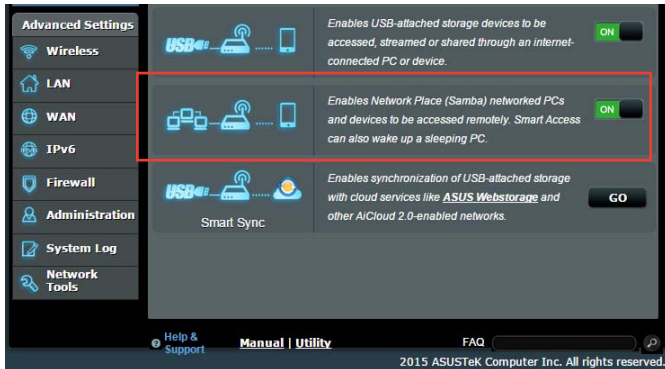 Advanced Settings
Wireless
LAN
WAN
IPv6
Firewall
Administration
System Log
Network
Tools
USB
Enables USB-attached storage devices to be
accessed, streamed or shared through an internet-
connected PC or device.
ON
Enables Network Place (Samba) networked PCs
and devices to be accessed remotely. Smart Access
can also wake up a sleeping PC.
ON
USB
Smart Sync
Enables synchronization of USB-attached storage
with cloud services like ASUS Webstorage and
other AiCloud 2.0-enabled networks.
GO
Help &
Support
Manual | Utility
FAQ
2015 ASUSTeK Computer Inc. All rights reserved.